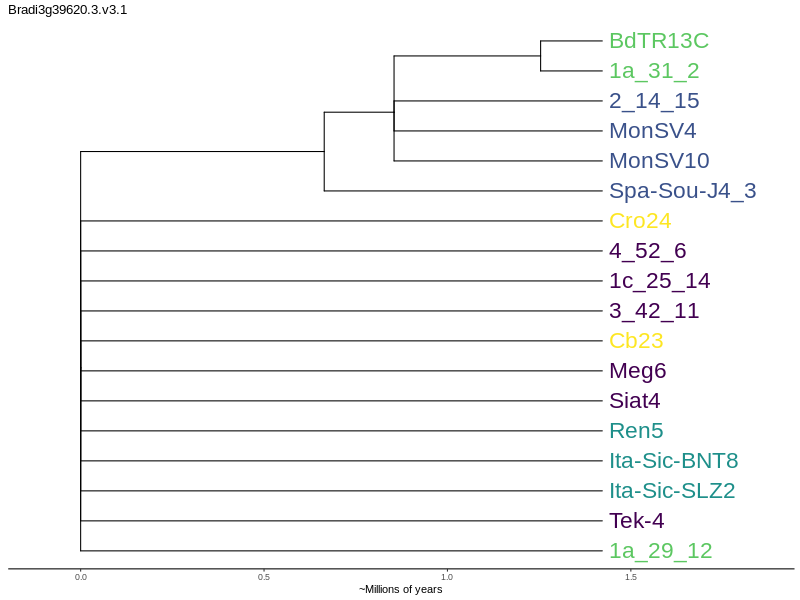 Bradi3g39620.3.v3.1
BdTR13C
1a_31_2
2_14_15
MonSV4
MonSV10
Spa-Sou-J4_3
Cro24
4_52_6
1c_25_14
3_42_11
Cb23
Meg6
Siat4
Ren5
Ita-Sic-BNT8
Ita-Sic-SLZ2
Tek-4
1a_29_12
0.0 0.5 1.0 1.5
~Millions of years